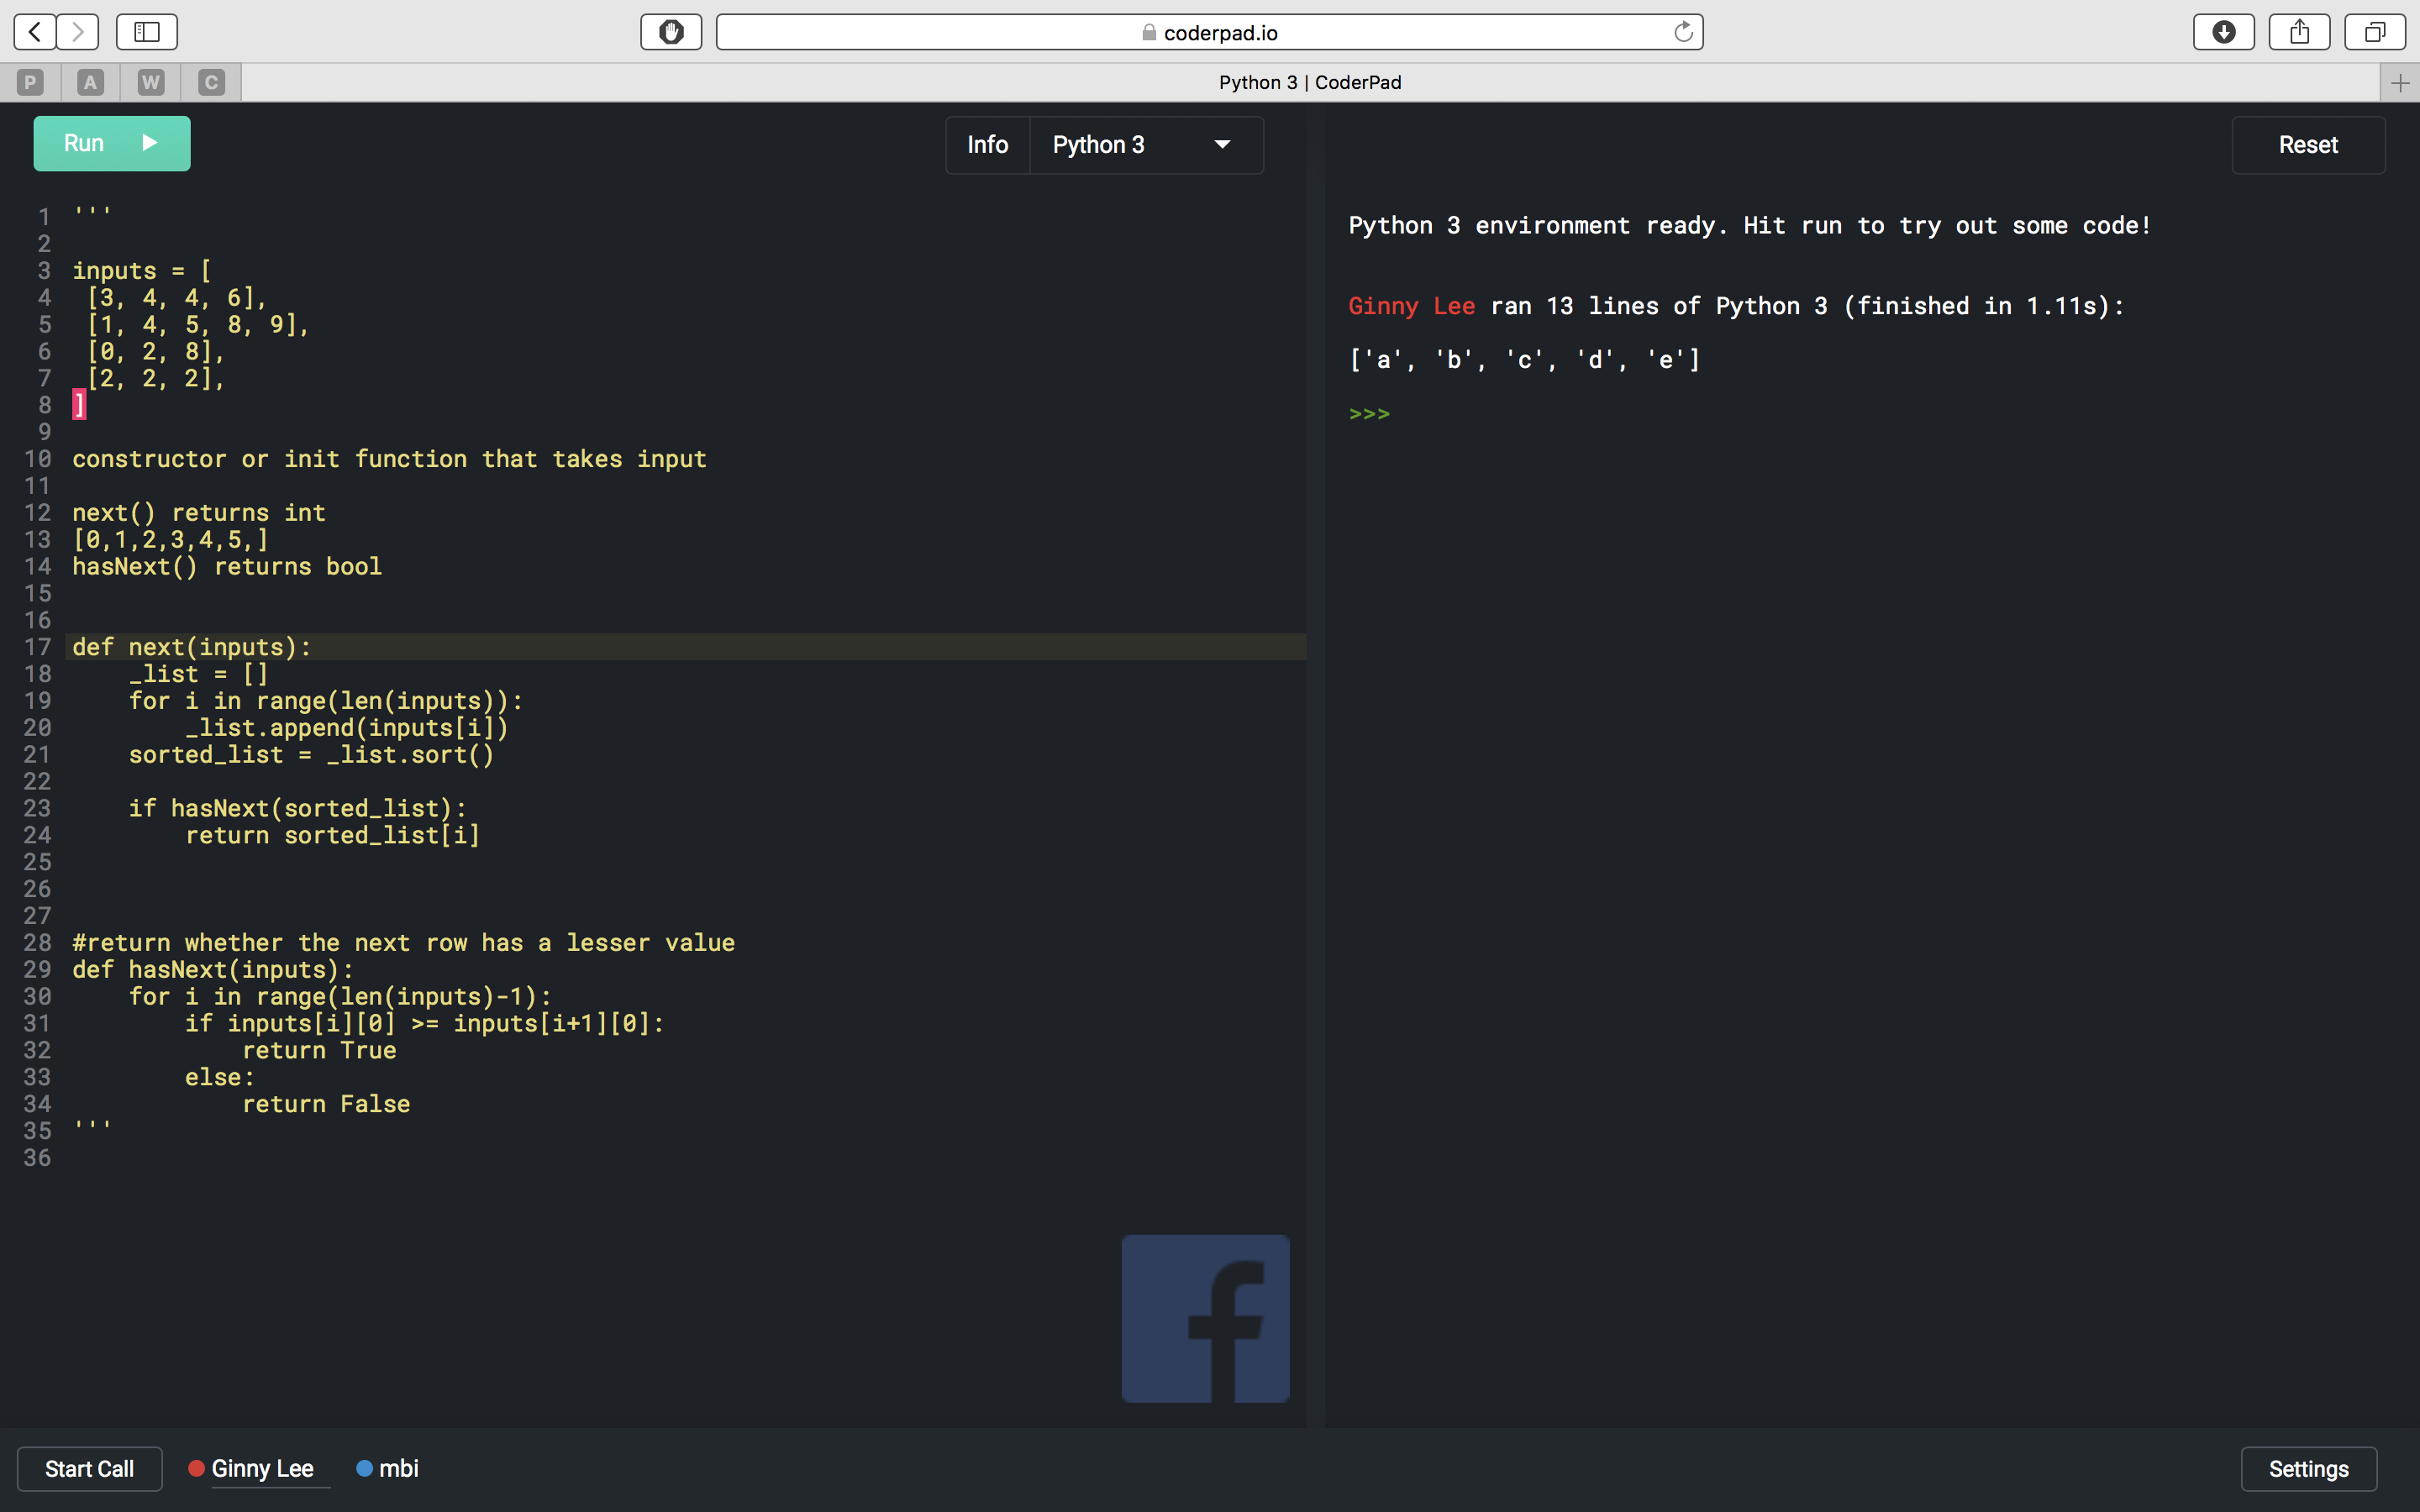 coderpad.io
P
A
W
C
Python 3 | CoderPad
Run
Info
Python 3
Reset
1 '''
2
3 inputs = [
4  [3, 4, 4, 6],
5  [1, 4, 5, 8, 9],
6  [0, 2, 8],
7  [2, 2, 2],
8 ]
9
10 constructor or init function that takes input
11
12 next() returns int
13 [0,1,2,3,4,5,]
14 hasNext() returns bool
15
16
17 def next(inputs):
18     _list = []
19     for i in range(len(inputs)):
20         _list.append(inputs[i])
21     sorted_list = _list.sort()
22
23     if hasNext(sorted_list):
24         return sorted_list[i]
25
26
27
28 #return whether the next row has a lesser value
29 def hasNext(inputs):
30     for i in range(len(inputs)-1):
31         if inputs[i][0] >= inputs[i+1][0]:
32             return True
33         else:
34             return False
35 '''
36
Python 3 environment ready. Hit run to try out some code!
Ginny Lee ran 13 lines of Python 3 (finished in 1.11s):
['a', 'b', 'c', 'd', 'e']
>>>
f
Start Call
Ginny Lee
mbi
Settings